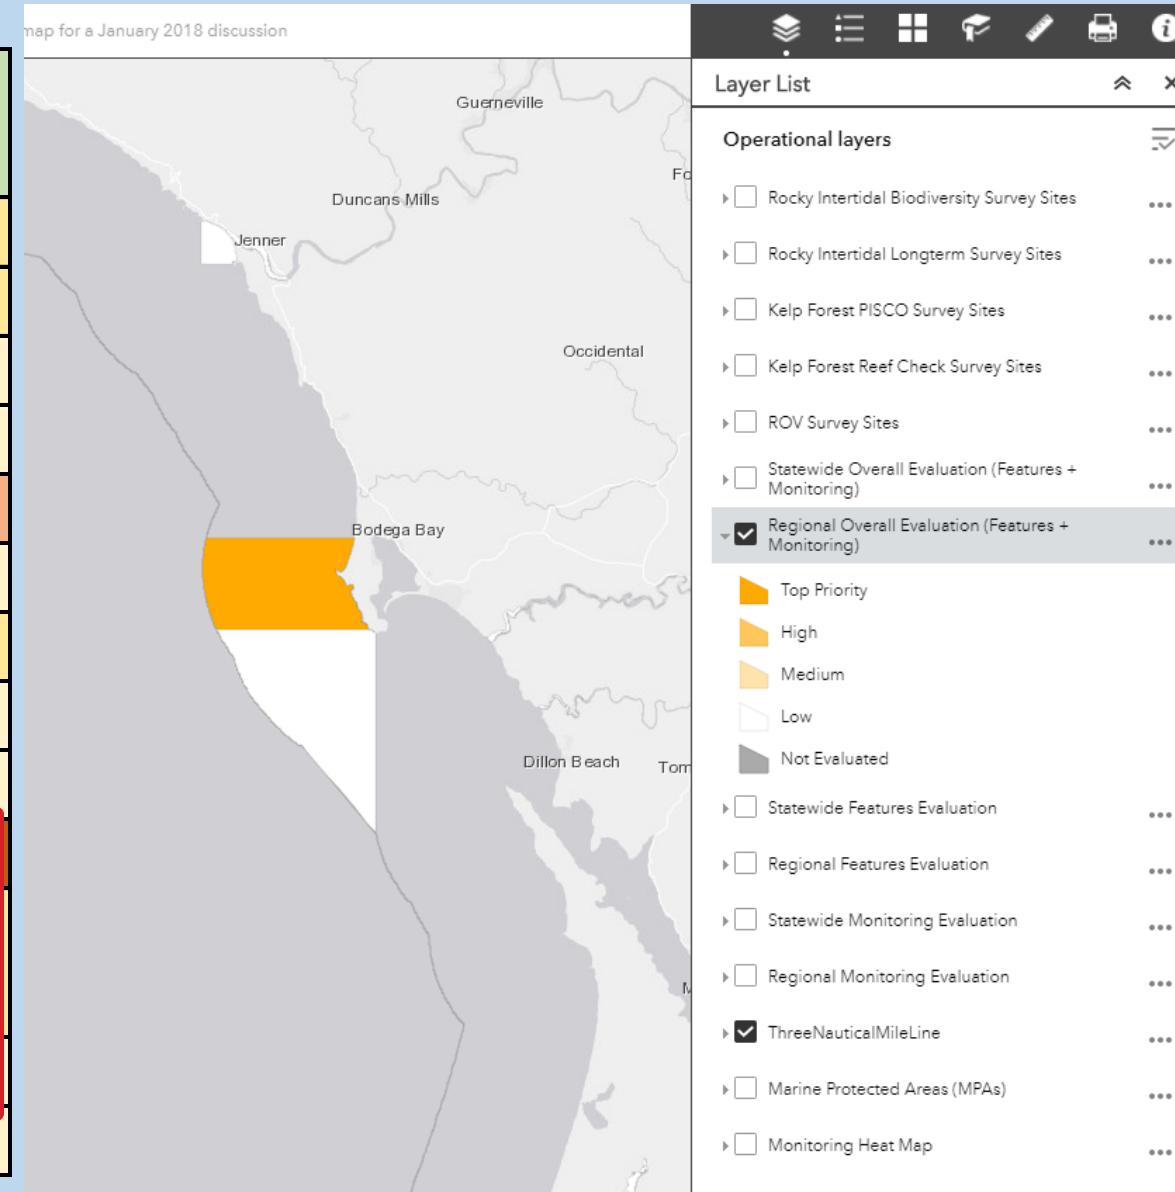 map for a January 2018 discussion
Guerneville
Duncans Mills
Jenner
Occidental
Bodega Bay
Dillon Beach
Layer List
Operational layers
Rocky Intertidal Biodiversity Survey Sites
Rocky Intertidal Longterm Survey Sites
Kelp Forest PISCO Survey Sites
Kelp Forest Reef Check Survey Sites
ROV Survey Sites
Statewide Overall Evaluation (Features +
Monitoring)
Regional Overall Evaluation (Features +
Monitoring)
Top Priority
High
Medium
Low
Not Evaluated
Statewide Features Evaluation
Regional Features Evaluation
Statewide Monitoring Evaluation
Regional Monitoring Evaluation
ThreeNauticalMileLine
Marine Protected Areas (MPAs)
Monitoring Heat Map